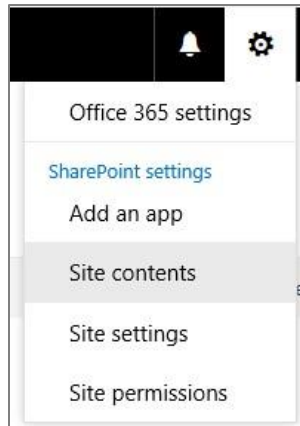 Office 365 settings
SharePoint settings
Add an app
Site contents
Site settings
Site permissions